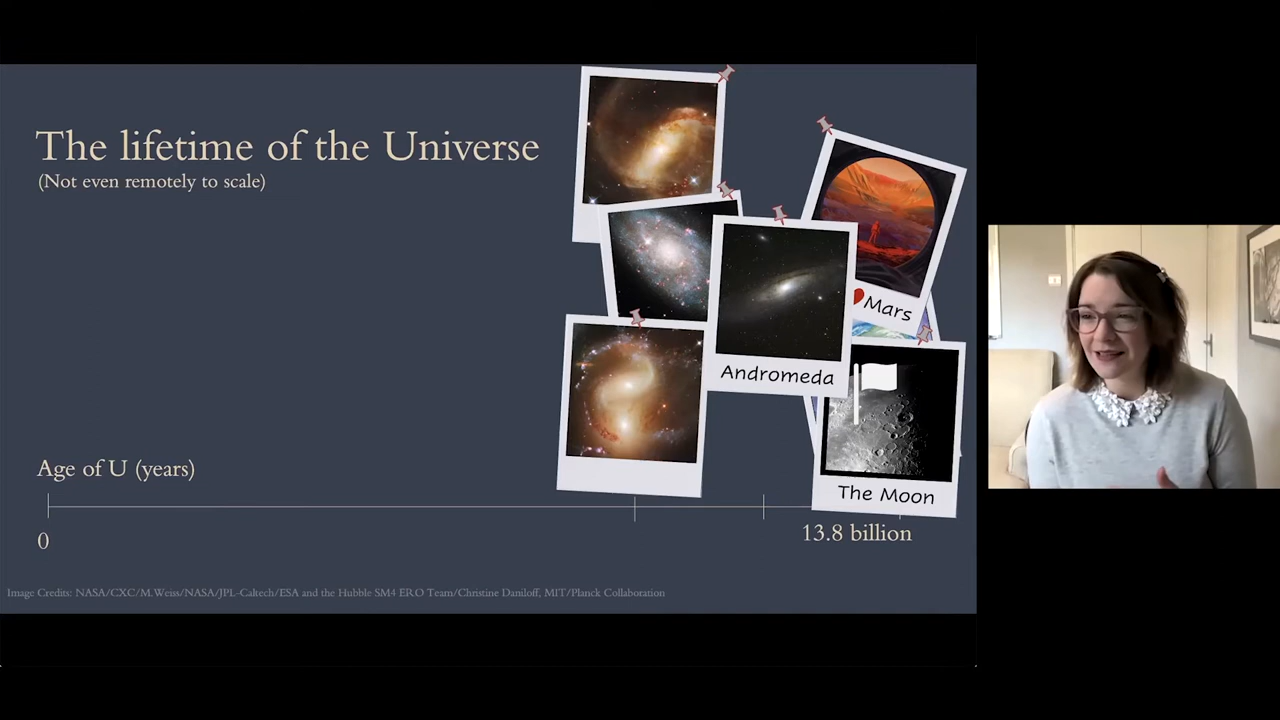 The lifetime of the Universe
(Not even remotely to scale)
Mars
Andromeda
The Moon
Age of U (years)
0
13.8 billion
Image Credits: NASA/CXC/M.Weiss/NASA/JPL-Caltech/ESA and the Hubble SM4 ERO Team/Christine Daniloff, MIT/Planck Collaboration